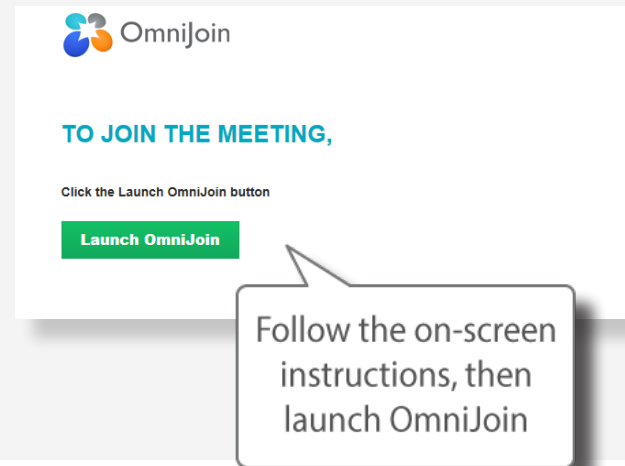 OmniJoin
TO JOIN THE MEETING,
Click the Launch OmniJoin button
Launch OmniJoin
Follow the on-screen
instructions, then
launch OmniJoin